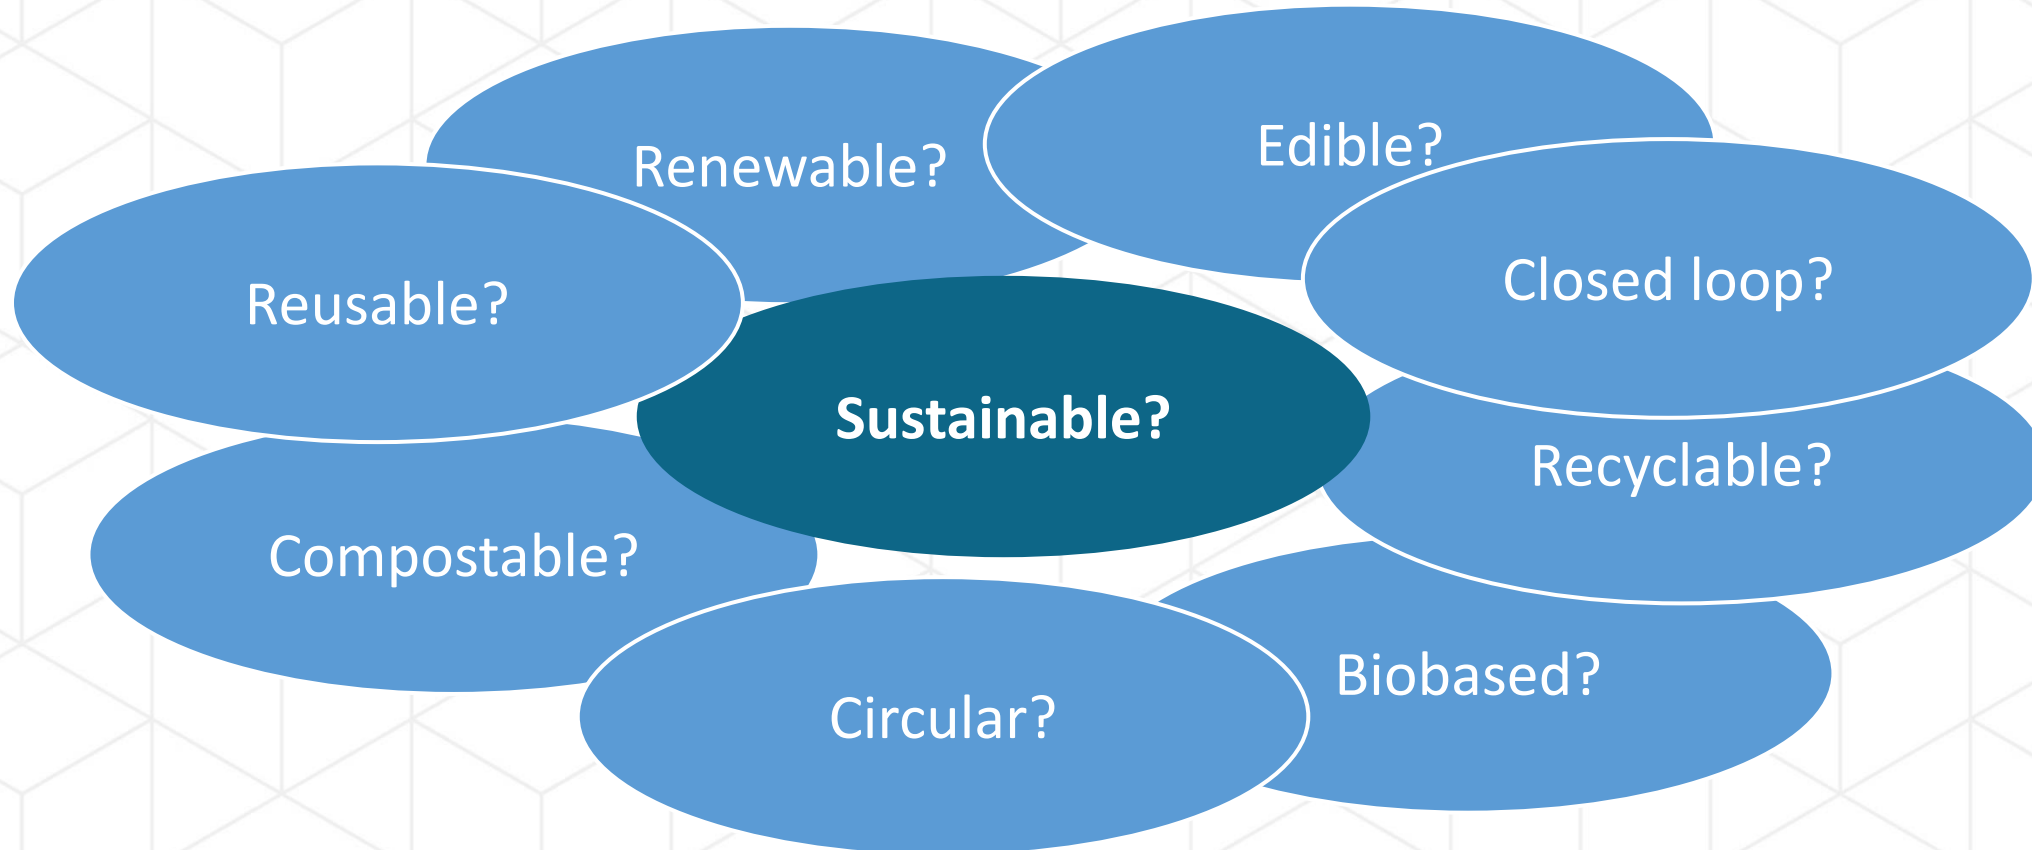 Renewable?
Edible?
Reusable?
Closed loop?
Sustainable?
Recyclable?
Compostable?
Biobased?
Circular?